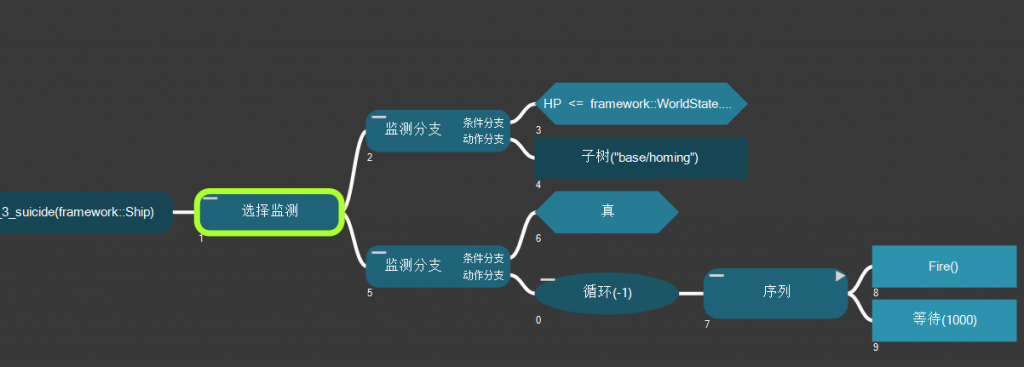 _3_suicide(framework::Ship)
选择监测
1
监测分支
条件分支
动作分支
2
HP <= framework::WorldState....
3
子树("base/homing")
4
监测分支
条件分支
动作分支
5
真
6
循环(-1)
0
序列
7
Fire()
8
等待(1000)
9